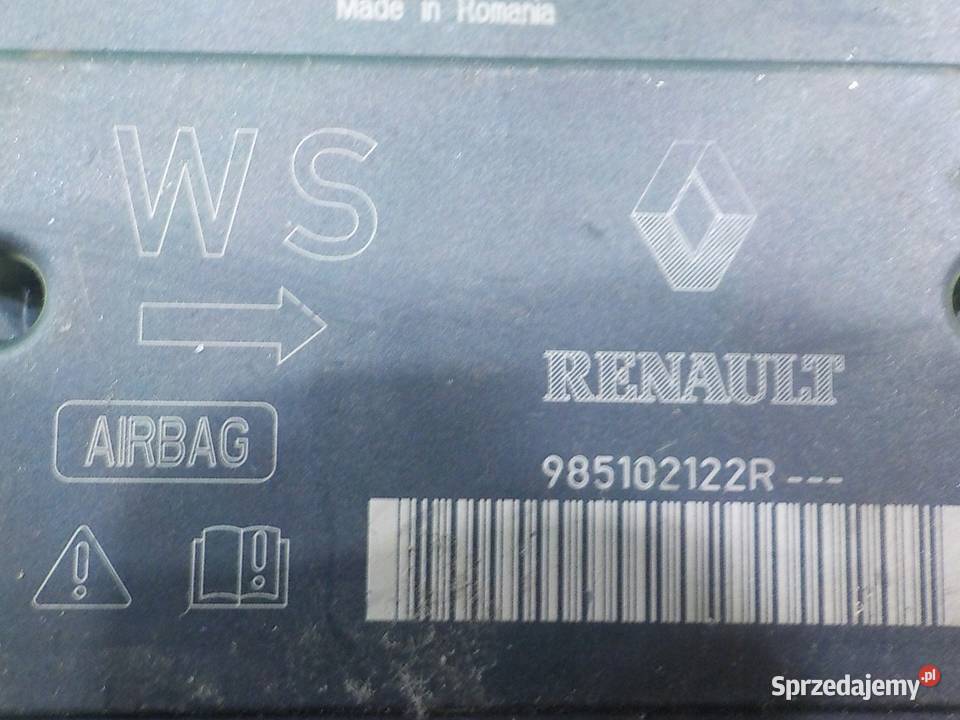 Made in Romania
WS
RENAULT
AIRBAG
985102122R---
Sprzedajemy.pl